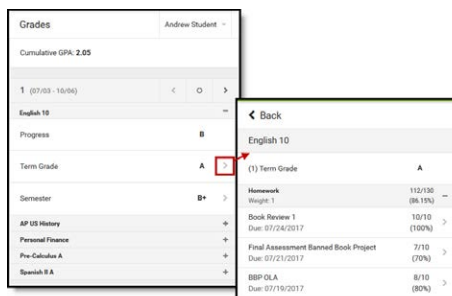 Grades
Andrew Student
Cumulative GPA: 2.05
1 (07/03 - 10/06)
English 10
Progress B
Term Grade A
Semester B+
AP US History
Personal Finance
Pre-Calculus A
Spanish II A
Back
English 10
(1) Term Grade A
Homework 112/130
Weight: 1 (86.15%)
Book Review 1 10/10
Due: 07/24/2017 (100%)
Final Assessment Banned Book Project 7/10
Due: 07/21/2017 (70%)
BBP OLA 8/10
Due: 07/19/2017 (80%)